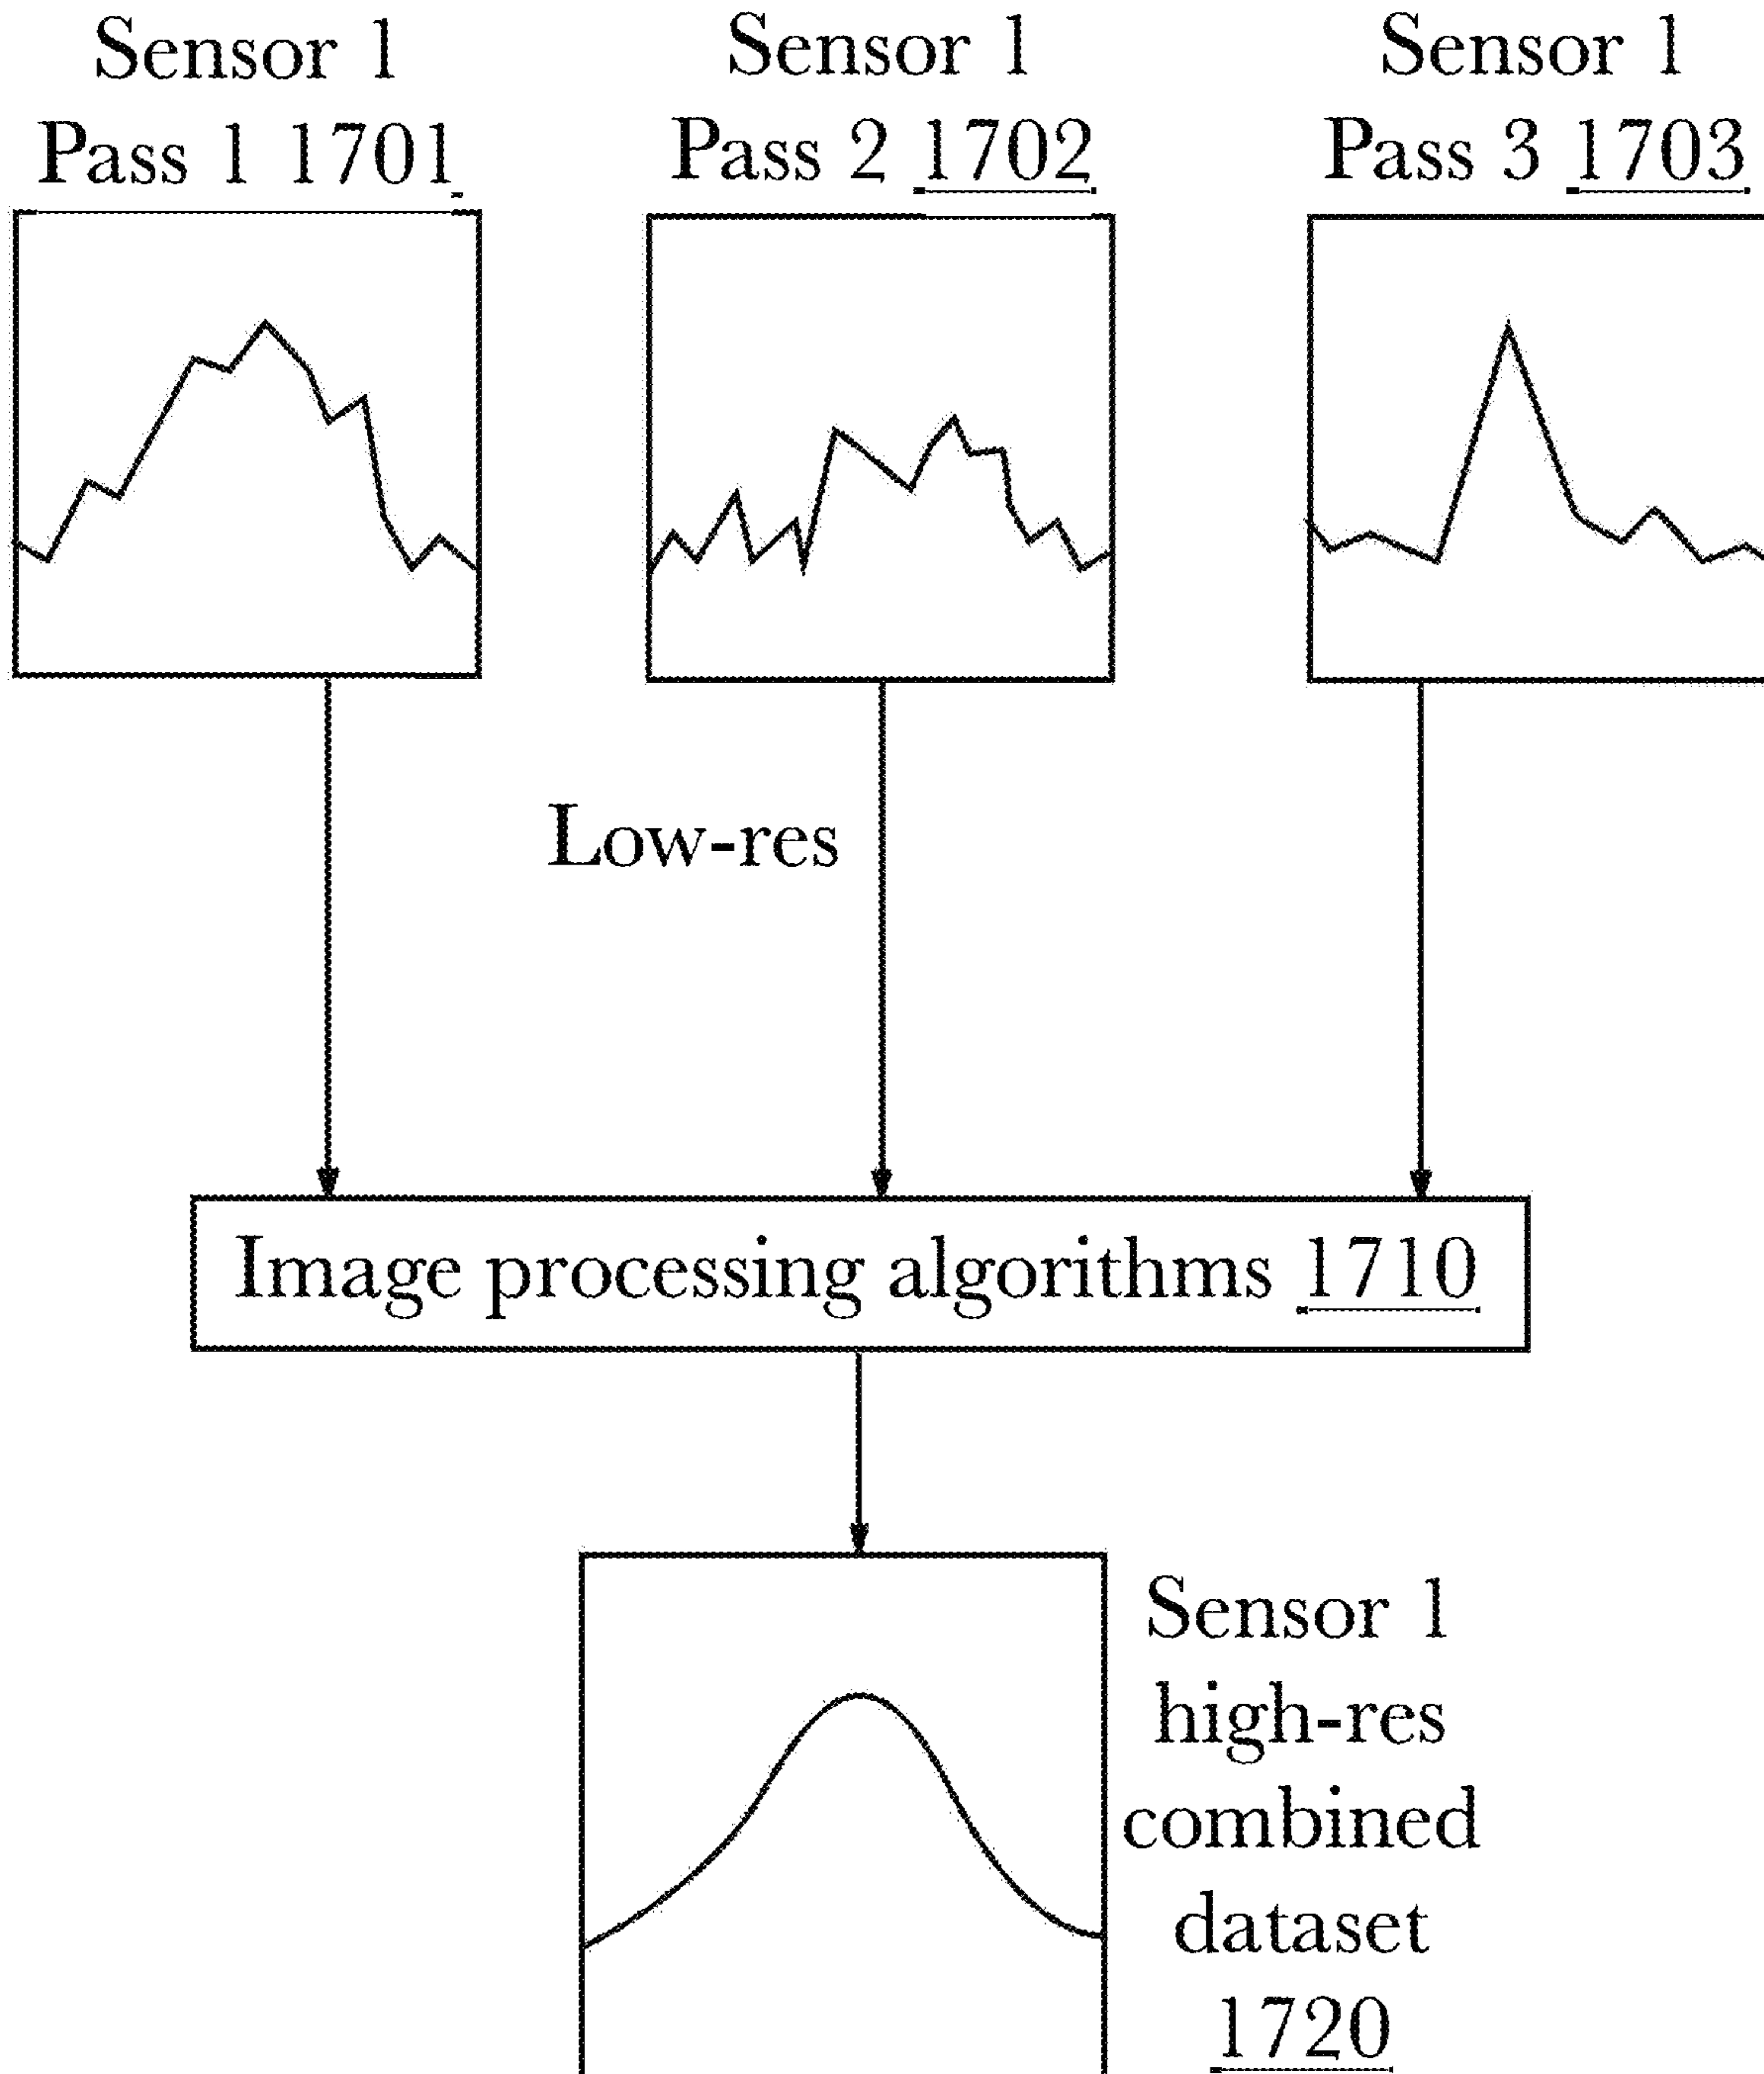 Sensor 1
Pass 1 1701
Sensor 1
Pass 2 1702
Sensor 1
Pass 3 1703
Low-res
Image processing algorithms 1710
Sensor 1
high-res
combined
dataset
1720